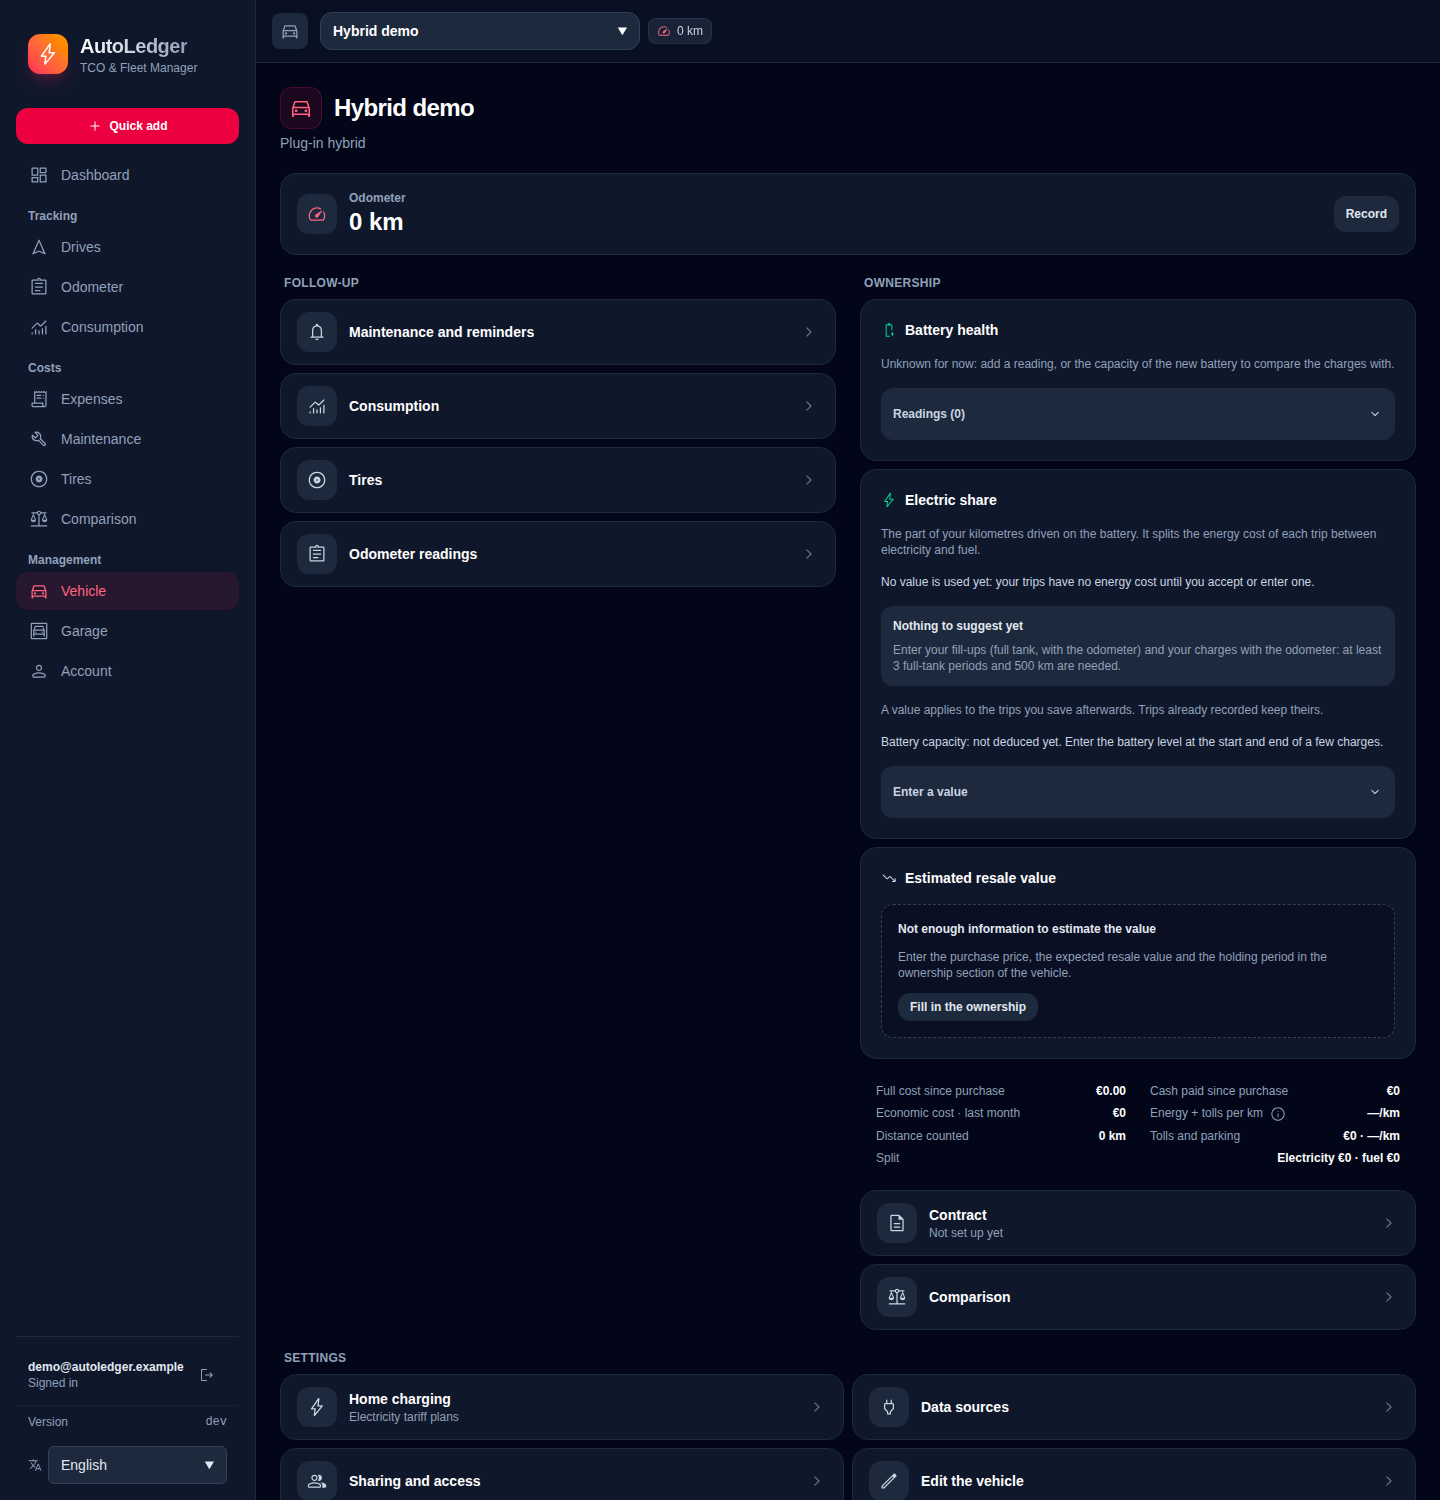 AutoLedger
TCO & Fleet Manager
Quick add
Dashboard
Tracking
Drives
Odometer
Consumption
Costs
Expenses
Maintenance
Tires
Comparison
Management
Vehicle
Garage
Account
demo@autoledger.example
Signed in
Version dev
English
Hybrid demo
0 km
Hybrid demo
Plug-in hybrid
Odometer
0 km
Record
FOLLOW-UP
Maintenance and reminders
Consumption
Tires
Odometer readings
OWNERSHIP
Battery health
Unknown for now: add a reading, or the capacity of the new battery to compare the charges with.
Readings (0)
Electric share
The part of your kilometres driven on the battery. It splits the energy cost of each trip between
electricity and fuel.
No value is used yet: your trips have no energy cost until you accept or enter one.
Nothing to suggest yet
Enter your fill-ups (full tank, with the odometer) and your charges with the odometer: at least
3 full-tank periods and 500 km are needed.
A value applies to the trips you save afterwards. Trips already recorded keep theirs.
Battery capacity: not deduced yet. Enter the battery level at the start and end of a few charges.
Enter a value
Estimated resale value
Not enough information to estimate the value
Enter the purchase price, the expected resale value and the holding period in the
ownership section of the vehicle.
Fill in the ownership
Full cost since purchase €0.00 Cash paid since purchase €0
Economic cost · last month €0 Energy + tolls per km —/km
Distance counted 0 km Tolls and parking €0 · —/km
Split Electricity €0 · fuel €0
Contract
Not set up yet
Comparison
SETTINGS
Home charging
Electricity tariff plans
Data sources
Sharing and access
Edit the vehicle